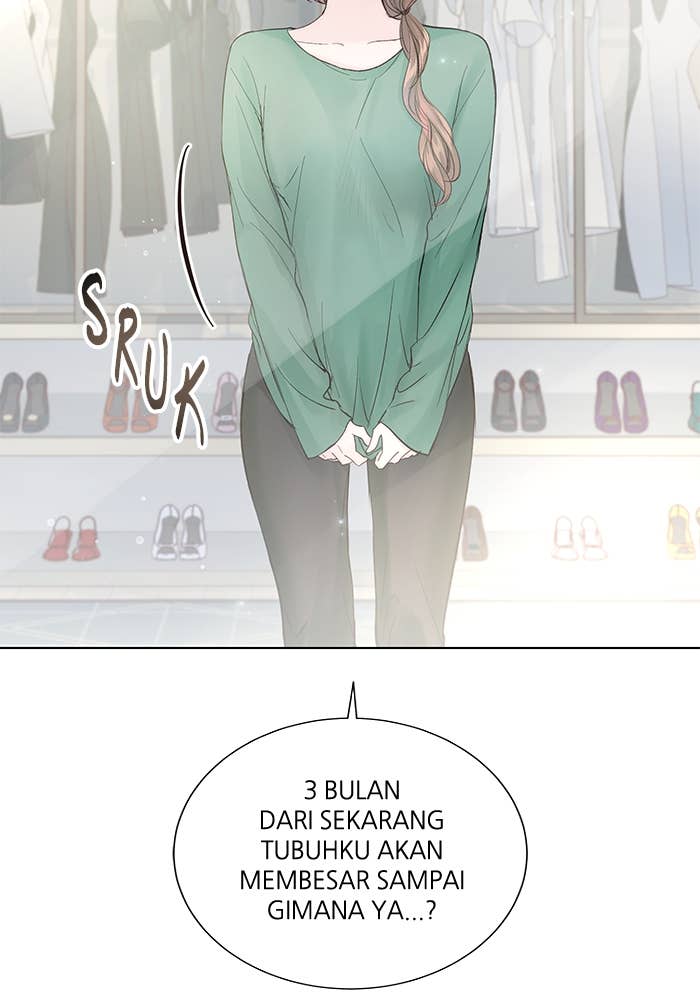 SRUK
3 BULAN
DARI SEKARANG
TUBUHKU AKAN
MEMBESAR SAMPAI
GIMANA YA...?